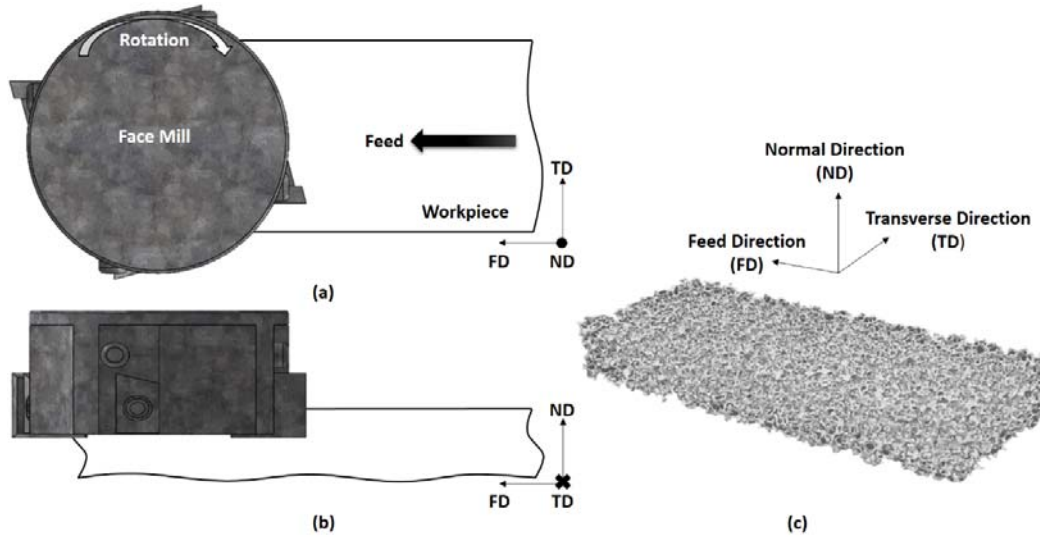 Rotation
Face Mill
Feed
TD
Workpiece
FD
ND
(a)
ND
FD
TD
(b)
Normal Direction
(ND)
Transverse Direction
(TD)
Feed Direction
(FD)
(c)